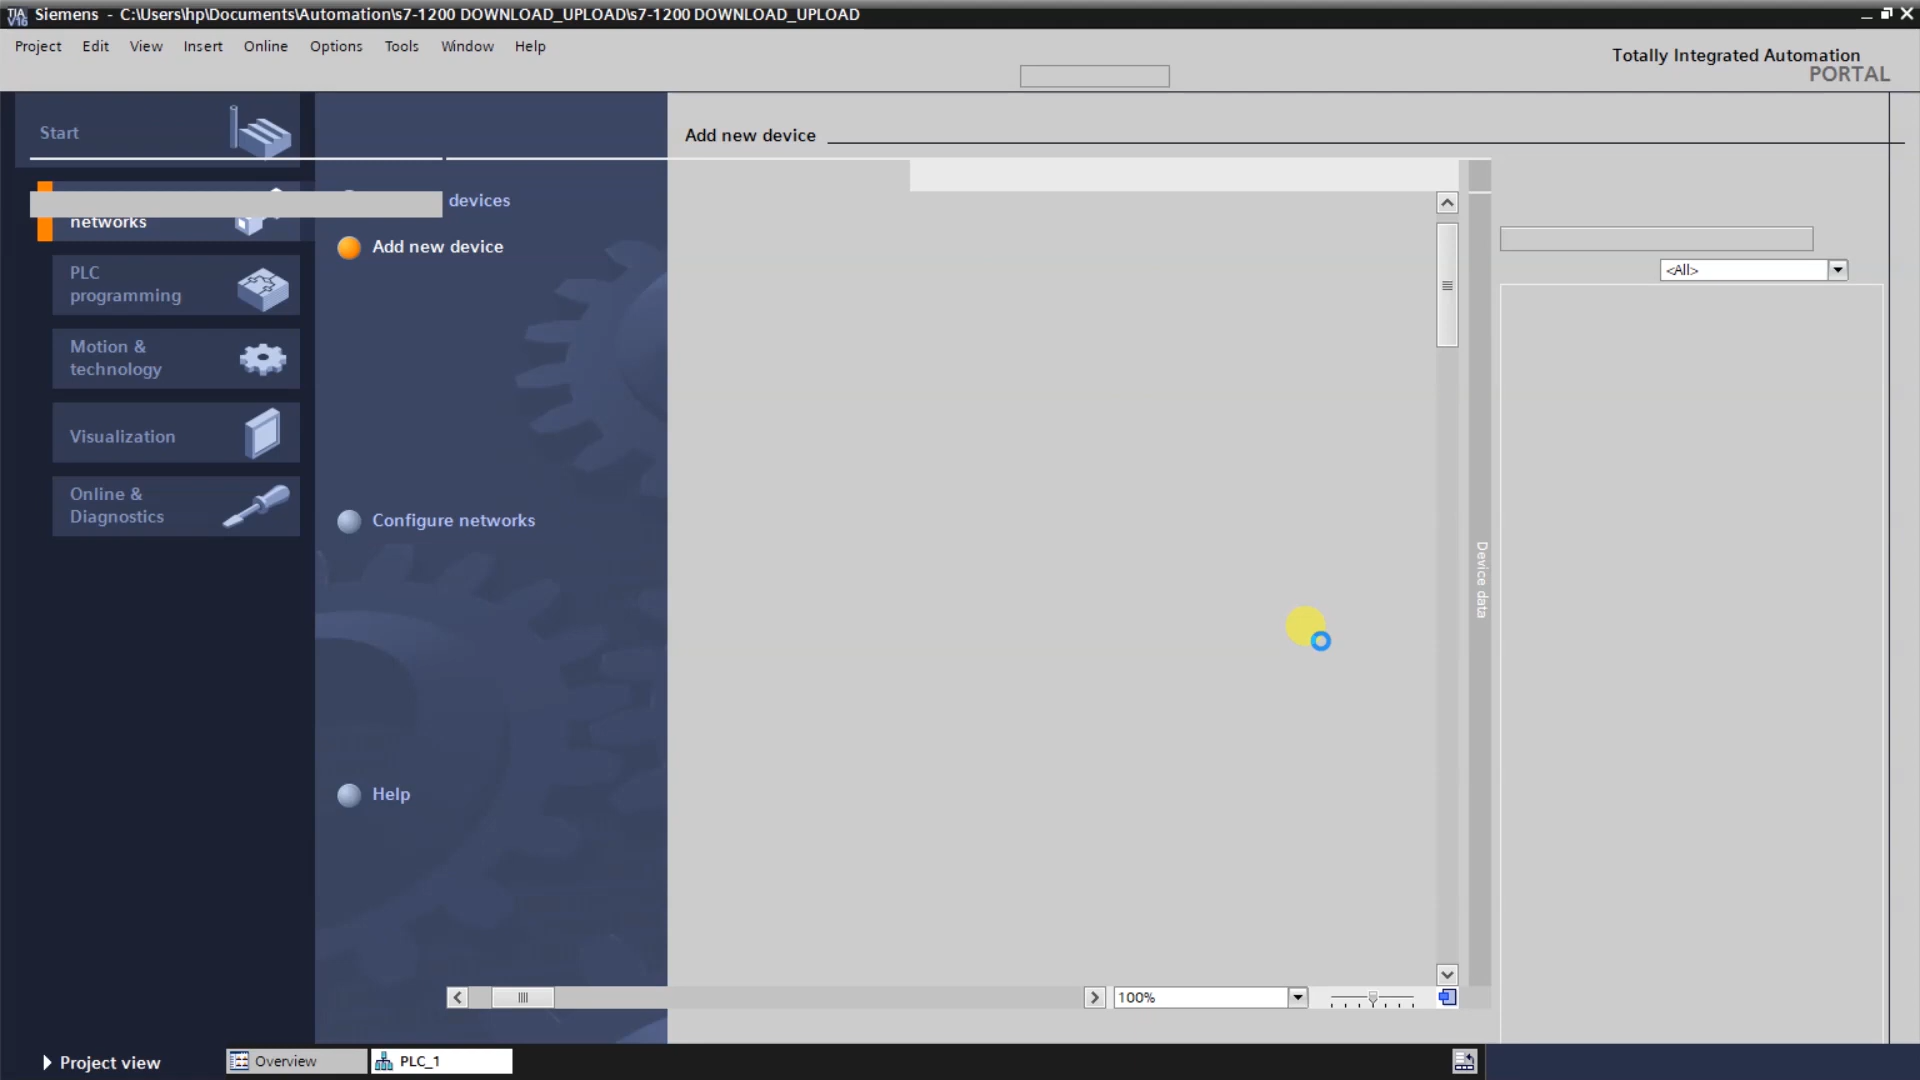 TIA
V16
Siemens - C:\Users\hp\Documents\Automation\s7-1200 DOWNLOAD_UPLOAD\s7-1200 DOWNLOAD_UPLOAD
Project Edit View Insert Online Options Tools Window Help
Totally Integrated Automation
PORTAL
Start
networks
PLC
programming
Motion &
technology
Visualization
Online &
Diagnostics
devices
Add new device
Configure networks
Help
Add new device
<All>
Device data
100%
Project view
Overview
PLC_1